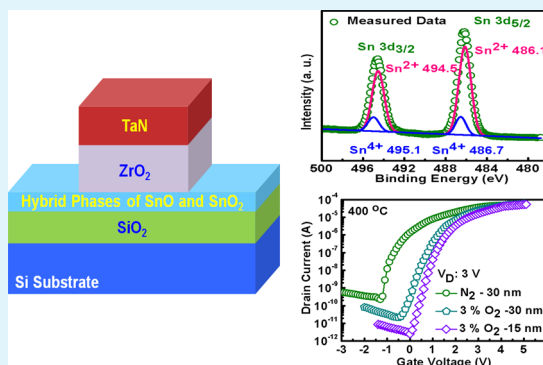 TaN
ZrO₂
Hybrid Phases of SnO and SnO₂
SiO₂
Si Substrate
Measured Data
Sn 3d5/2
Sn 3d3/2
Sn²⁺ 494.5
Sn²⁺ 486.1
Sn⁴⁺ 495.1
Sn⁴⁺ 486.7
Intensity (a. u.)
500 496 492 488 484 480
Binding Energy (eV)
400 °C
V_D: 3 V
N₂ - 30 nm
3 % O₂ -30 nm
3 % O₂ -15 nm
Drain Current (A)
10⁻⁴
10⁻⁵
10⁻⁶
10⁻⁷
10⁻⁸
10⁻⁹
10⁻¹⁰
10⁻¹¹
10⁻¹²
-3 -2 -1 0 1 2 3 4 5
Gate Voltage (V)